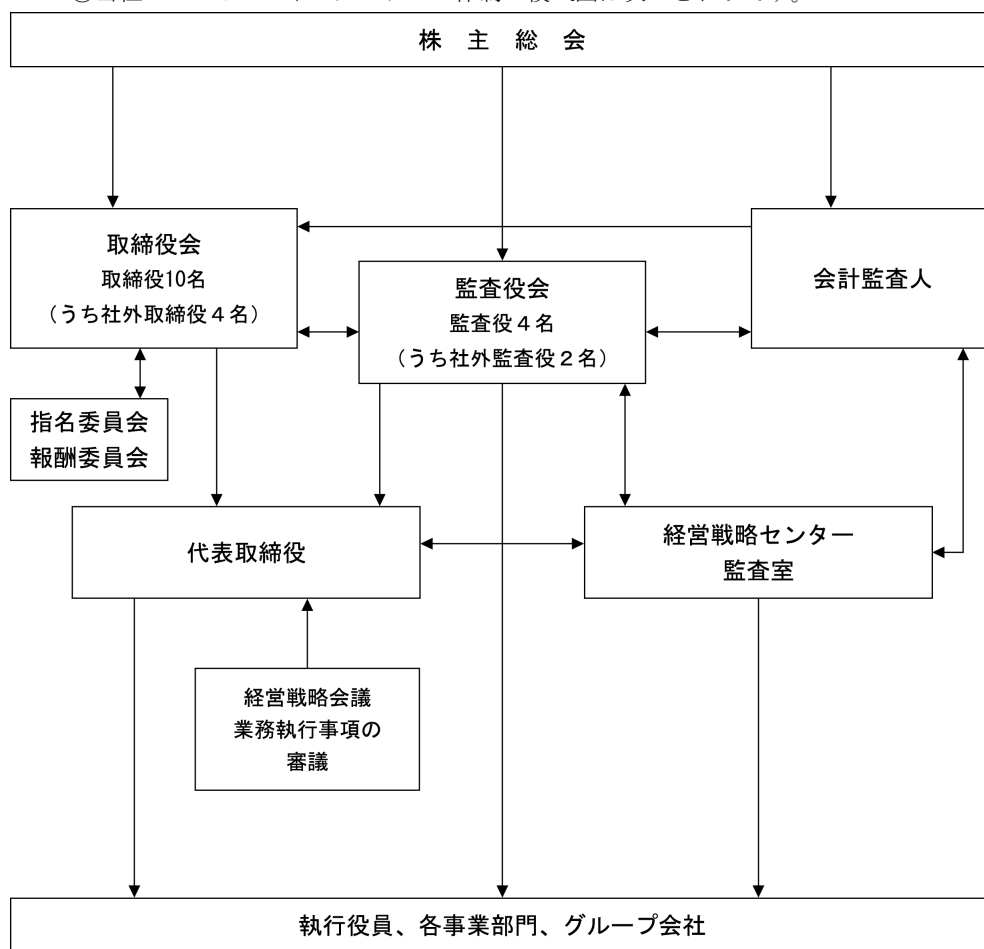 株主総会
取締役会
取締役10名
（うち社外取締役４名）
監査役会
監査役４名
（うち社外監査役２名）
会計監査人
指名委員会
報酬委員会
代表取締役
経営戦略センター
監査室
経営戦略会議
業務執行事項の
審議
執行役員、各事業部門、グループ会社